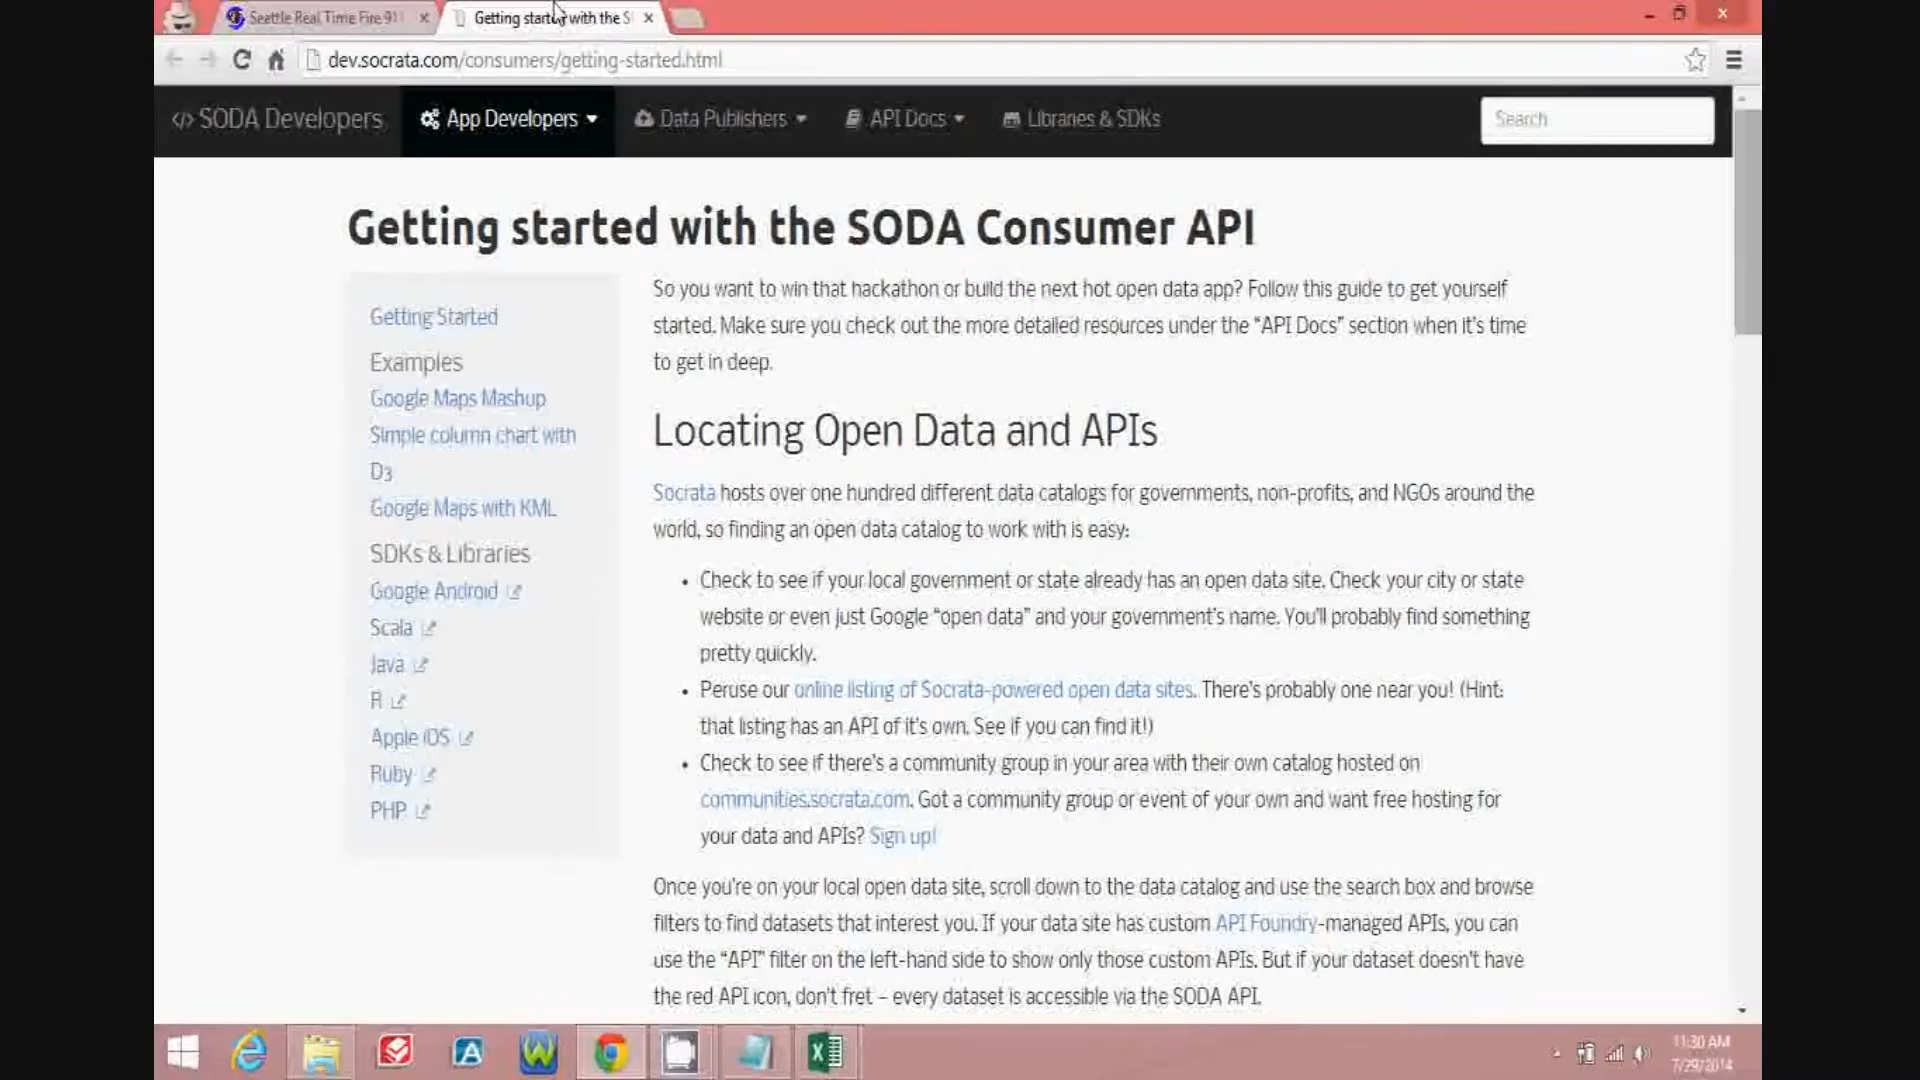 Seattle Real Time Fire 911
Getting started with the S
dev.socrata.com/consumers/getting-started.html
</> SODA Developers
App Developers
Data Publishers
API Docs
Libraries & SDKs
Search
Getting started with the SODA Consumer API
Getting Started
Examples
Google Maps Mashup
Simple column chart with
D3
Google Maps with KML
SDKs & Libraries
Google Android
Scala
Java
R
Apple iOS
Ruby
PHP
So you want to win that hackathon or build the next hot open data app? Follow this guide to get yourself
started. Make sure you check out the more detailed resources under the “API Docs” section when it's time
to get in deep.
Locating Open Data and APIs
Socrata hosts over one hundred different data catalogs for governments, non-profits, and NGOs around the
world, so finding an open data catalog to work with is easy:
• Check to see if your local government or state already has an open data site. Check your city or state
website or even just Google “open data” and your government's name. You'll probably find something
pretty quickly.
• Peruse our online listing of Socrata-powered open data sites. There's probably one near you! (Hint:
that listing has an API of it's own. See if you can find it!)
• Check to see if there's a community group in your area with their own catalog hosted on
communities.socrata.com. Got a community group or event of your own and want free hosting for
your data and APIs? Sign up!
Once you're on your local open data site, scroll down to the data catalog and use the search box and browse
filters to find datasets that interest you. If your data site has custom API Foundry-managed APIs, you can
use the “API” filter on the left-hand side to show only those custom APIs. But if your dataset doesn't have
the red API icon, don't fret – every dataset is accessible via the SODA API.
11:30 AM
7/29/2014